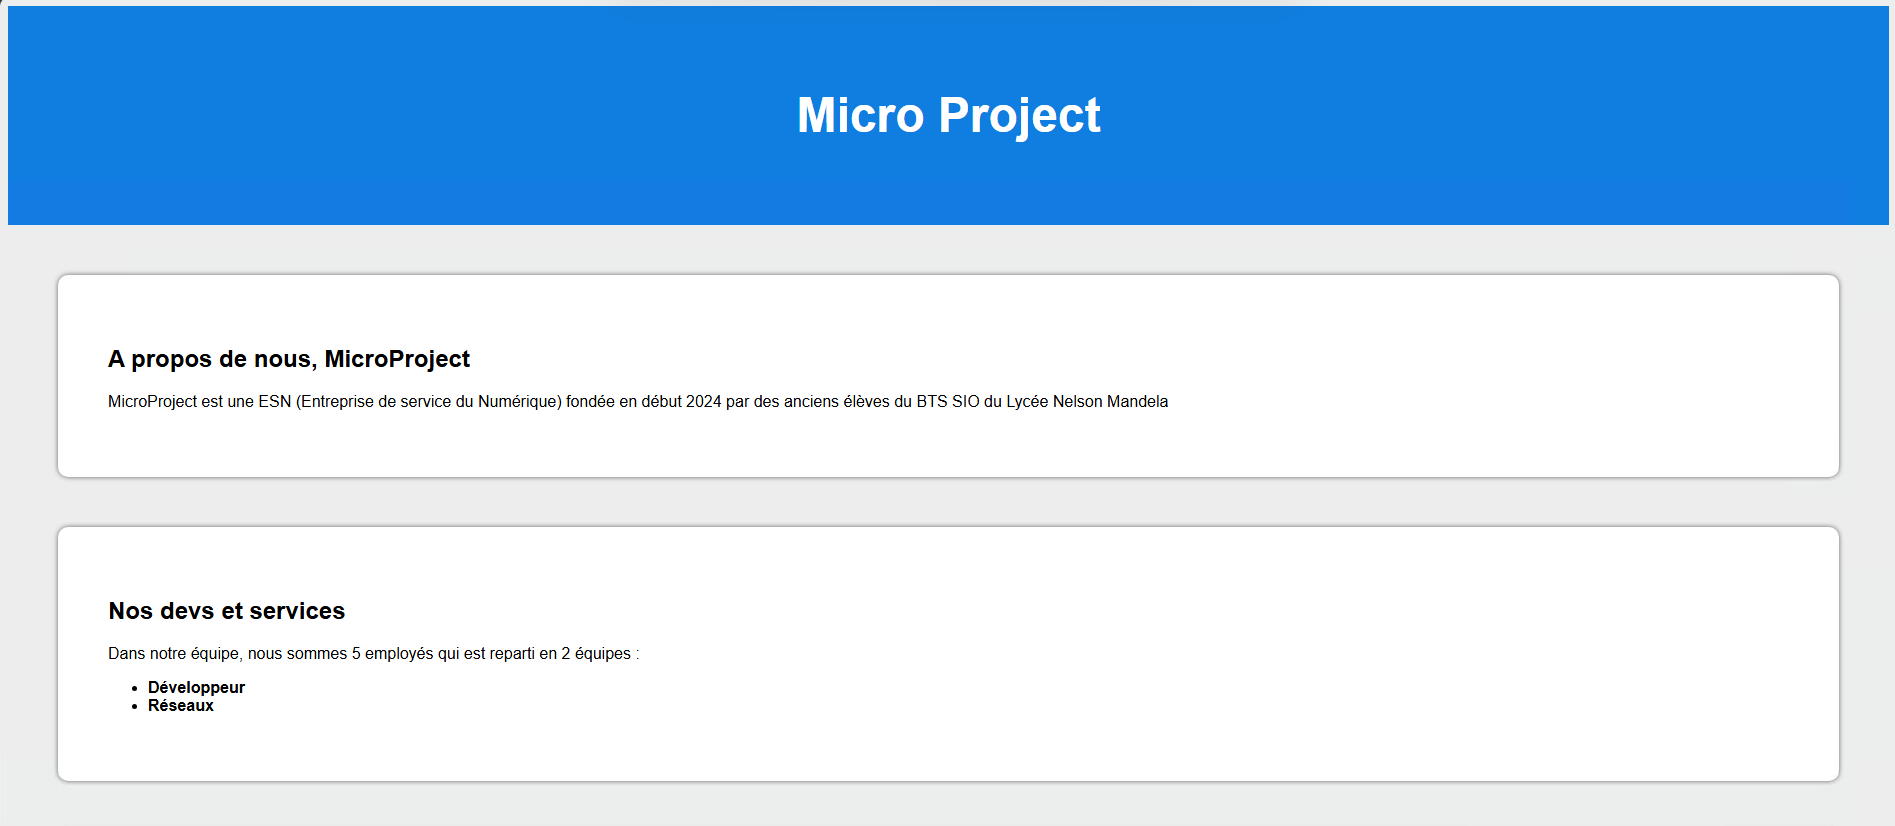 Micro Project
A propos de nous, MicroProject
MicroProject est une ESN (Entreprise de service du Numérique) fondée en début 2024 par des anciens élèves du BTS SIO du Lycée Nelson Mandela
Nos devs et services
Dans notre équipe, nous sommes 5 employés qui est reparti en 2 équipes :
• Développeur
• Réseaux